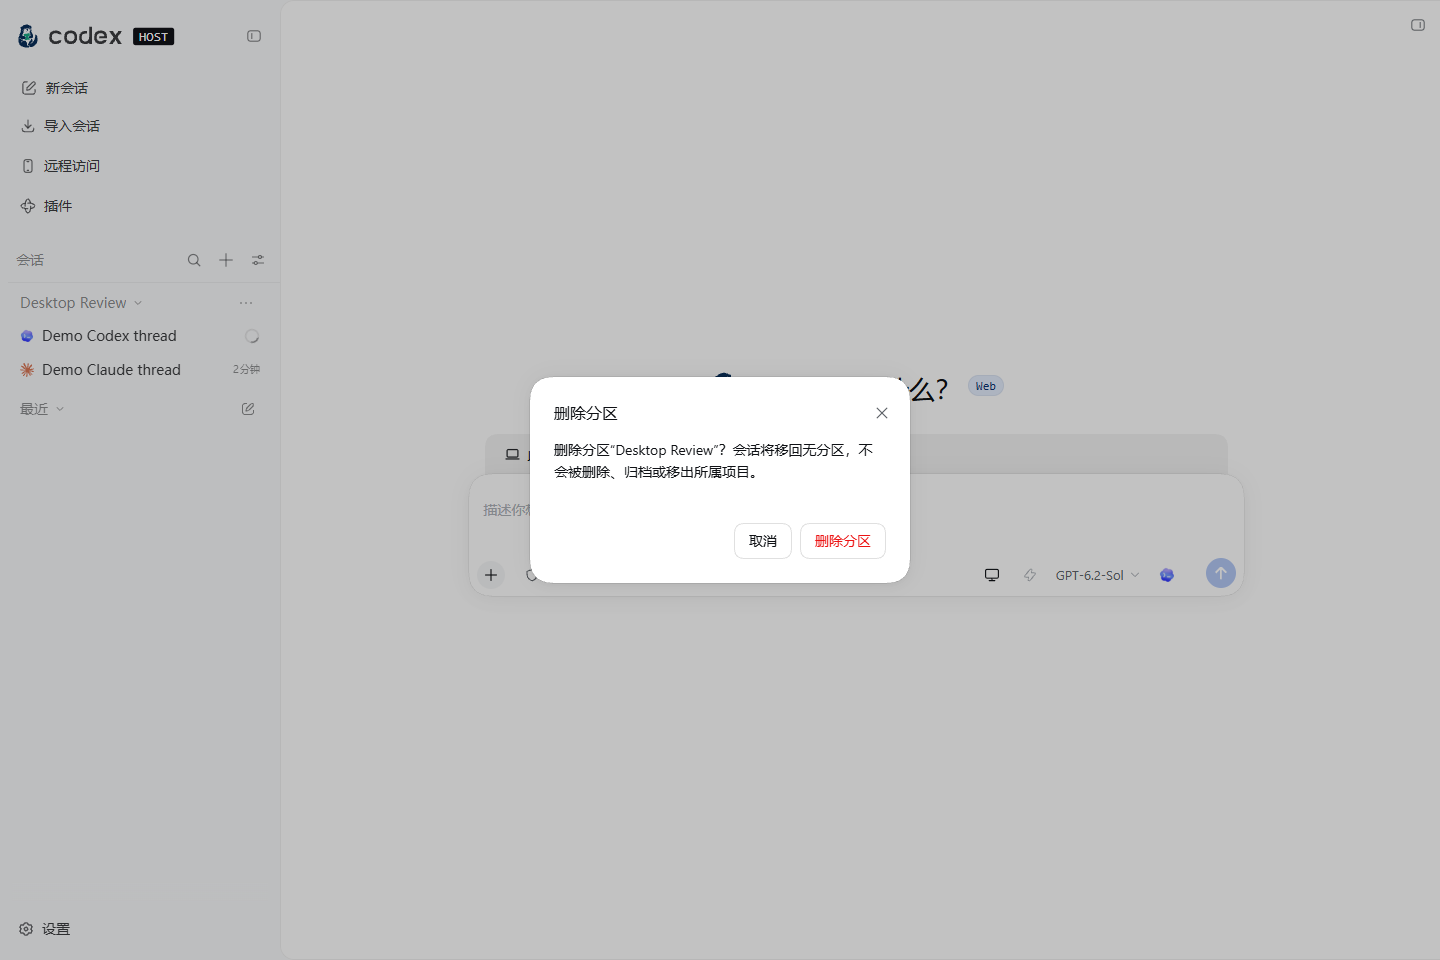 codex HOST
新会话
导入会话
远程访问
插件
会话
Desktop Review
Demo Codex thread
Demo Claude thread 2分钟
最近
设置
么？ Web
删除分区
删除分区“Desktop Review”？会话将移回无分区，不
会被删除、归档或移出所属项目。
取消 删除分区
描述你
GPT-6.2-Sol